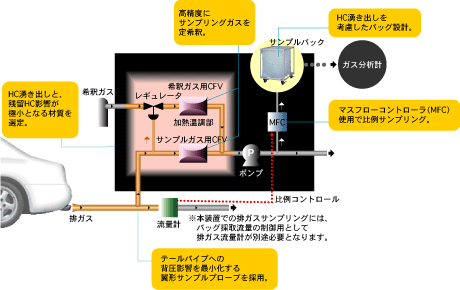 高精度に
サンプリングガスを
定希釈。
HC湧き出しを
考慮したバッグ設計。
サンプルバック
ガス分析計
希釈ガス用CFV
レギュレータ
希釈ガス
HC湧き出しと、
残留HC影響が
極小となる材質を
選定。
加熱温調部
サンプルガス用CFV
MFC
マスフローコントローラ(MFC)
使用で比例サンプリング。
P
ポンプ
比例コントロール
排ガス
流量計
※本装置での排ガスサンプリングには、
バッグ採取流量の制御用として
排ガス流量計が別途必要となります。
テールパイプへの
背圧影響を最小化する
翼形サンプルプローブを採用。